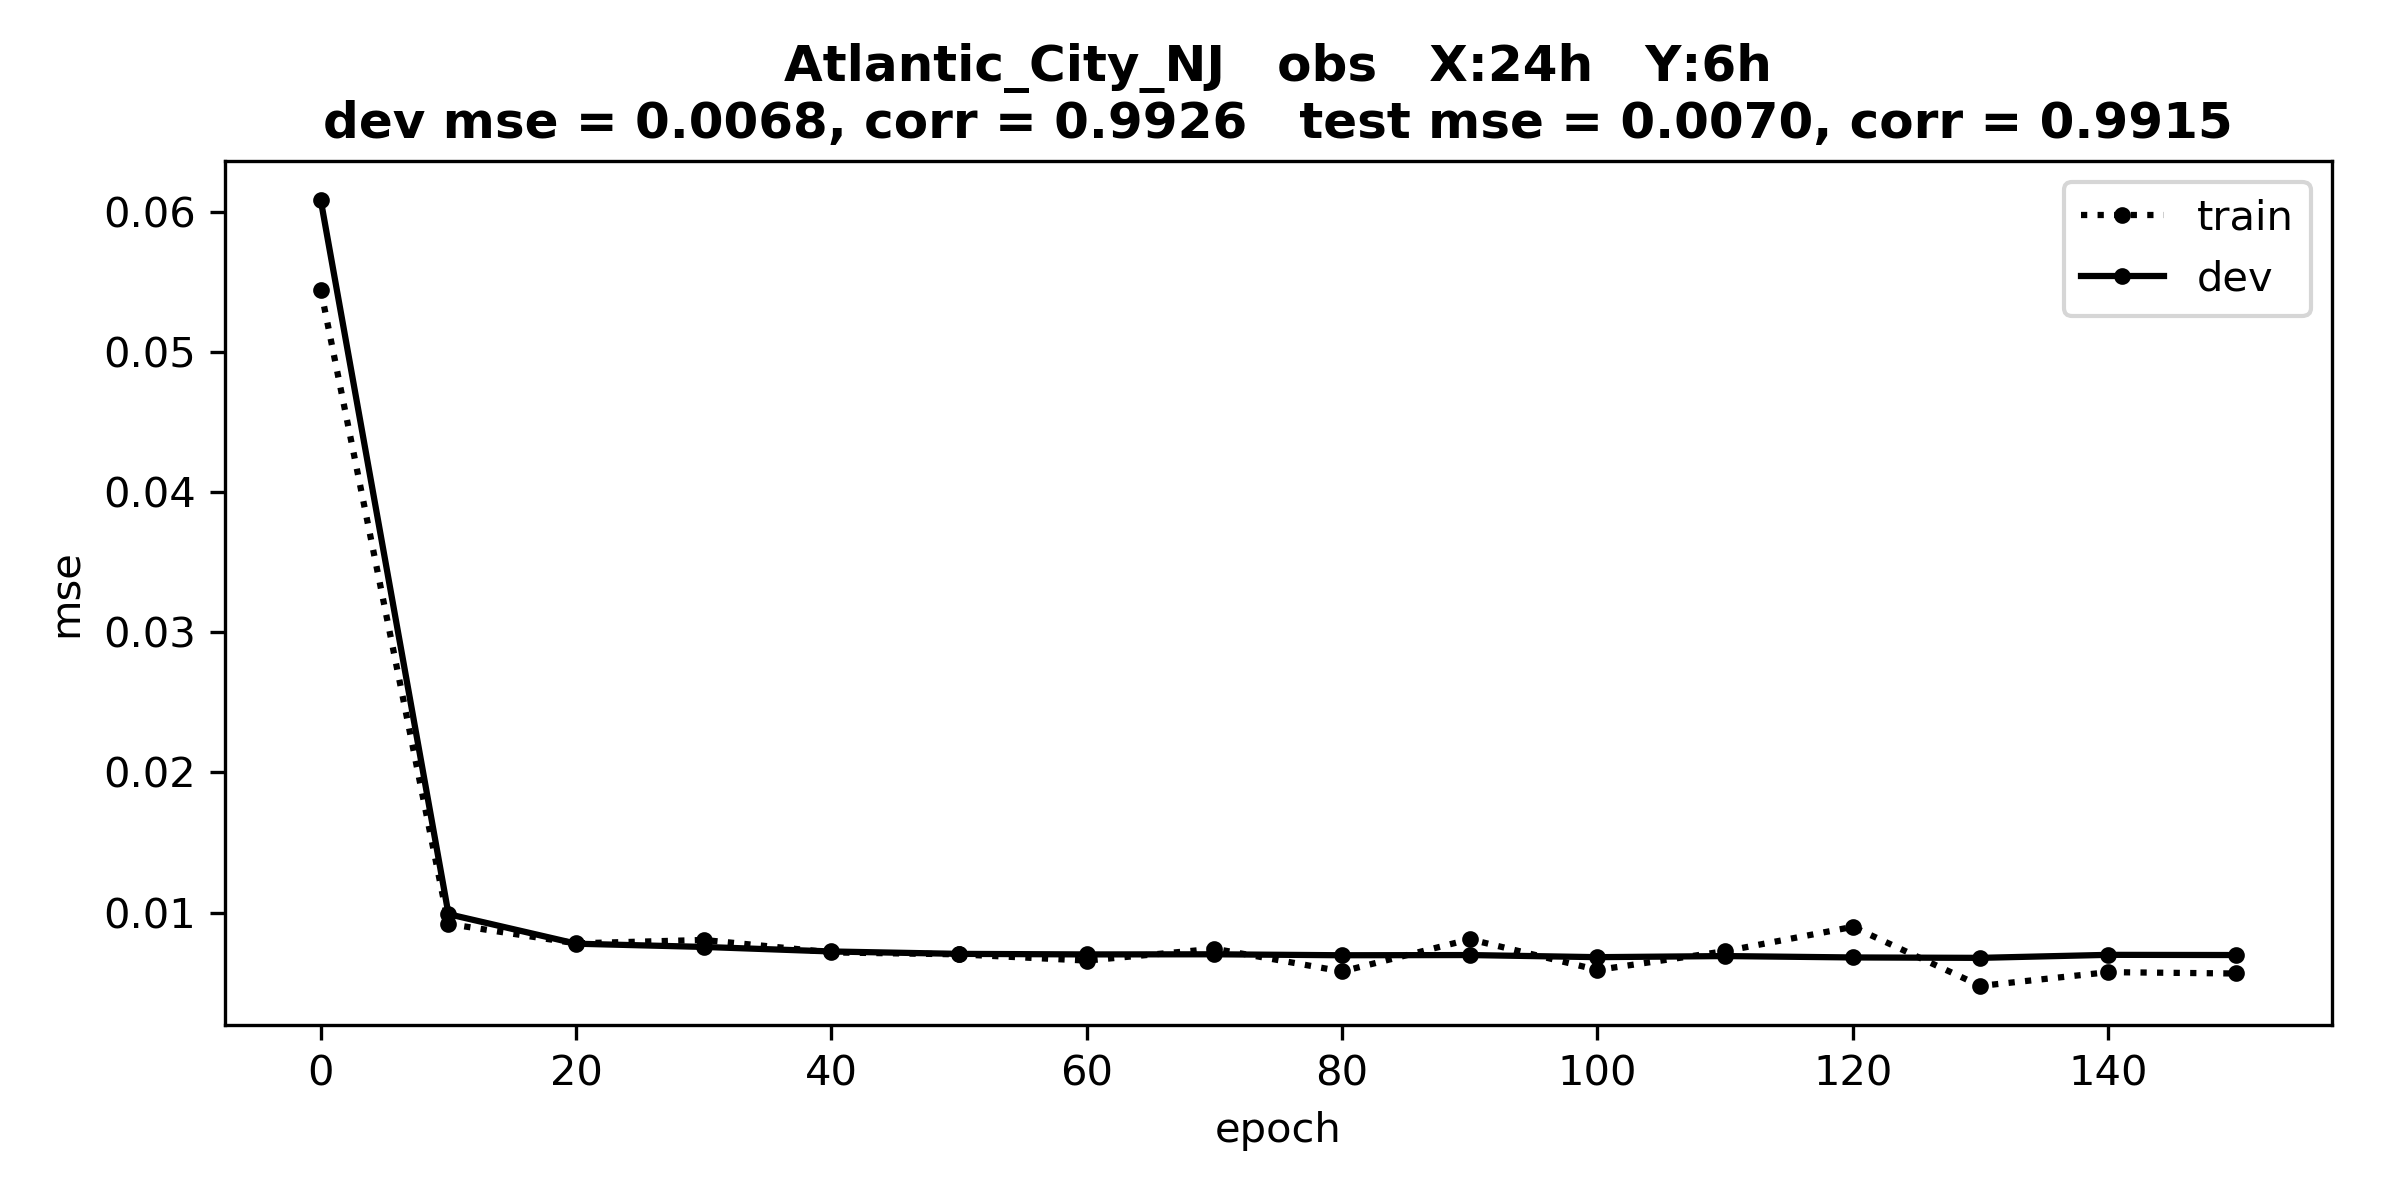 Atlantic_City_NJ   obs   X:24h   Y:6h
dev mse = 0.0068, corr = 0.9926   test mse = 0.0070, corr = 0.9915
train
dev
0.06
0.05
0.04
0.03
0.02
0.01
mse
0 20 40 60 80 100 120 140
epoch